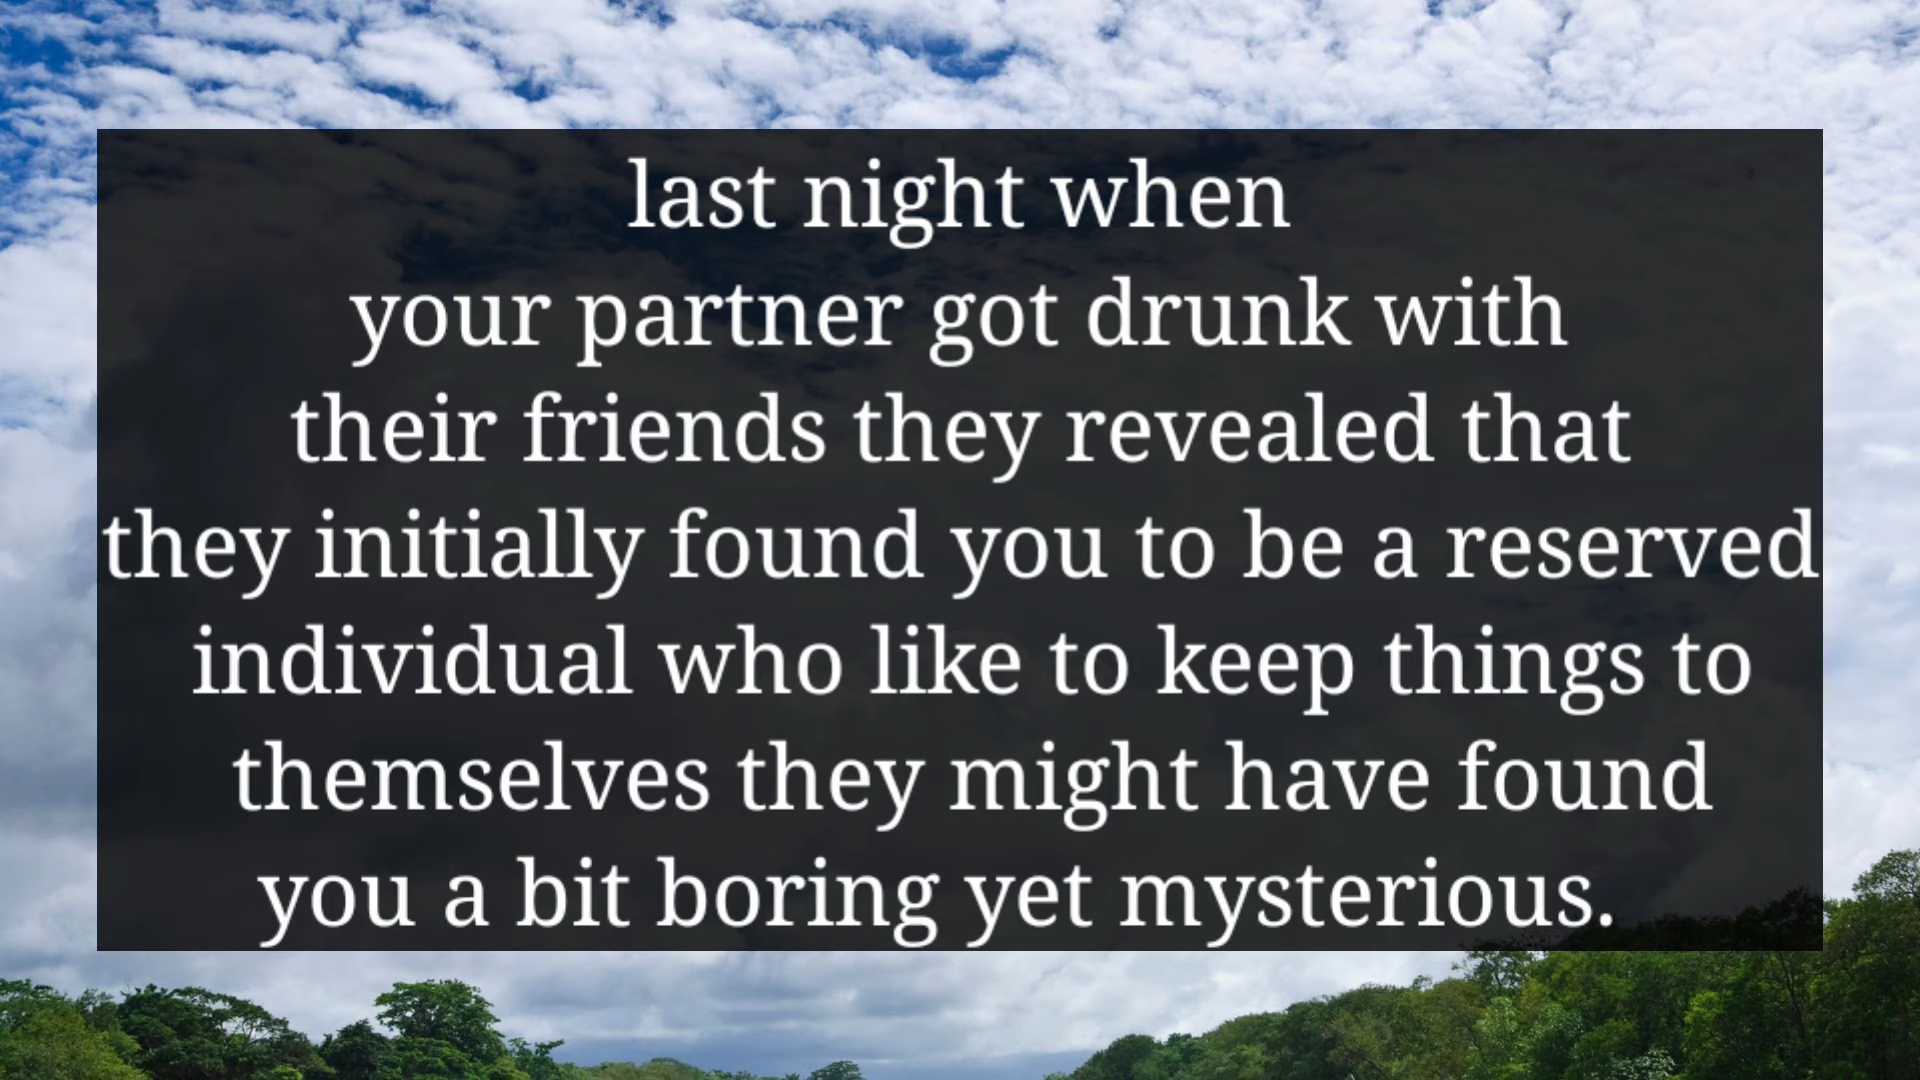 last night when
your partner got drunk with
their friends they revealed that
they initially found you to be a reserved
individual who like to keep things to
themselves they might have found
you a bit boring yet mysterious.